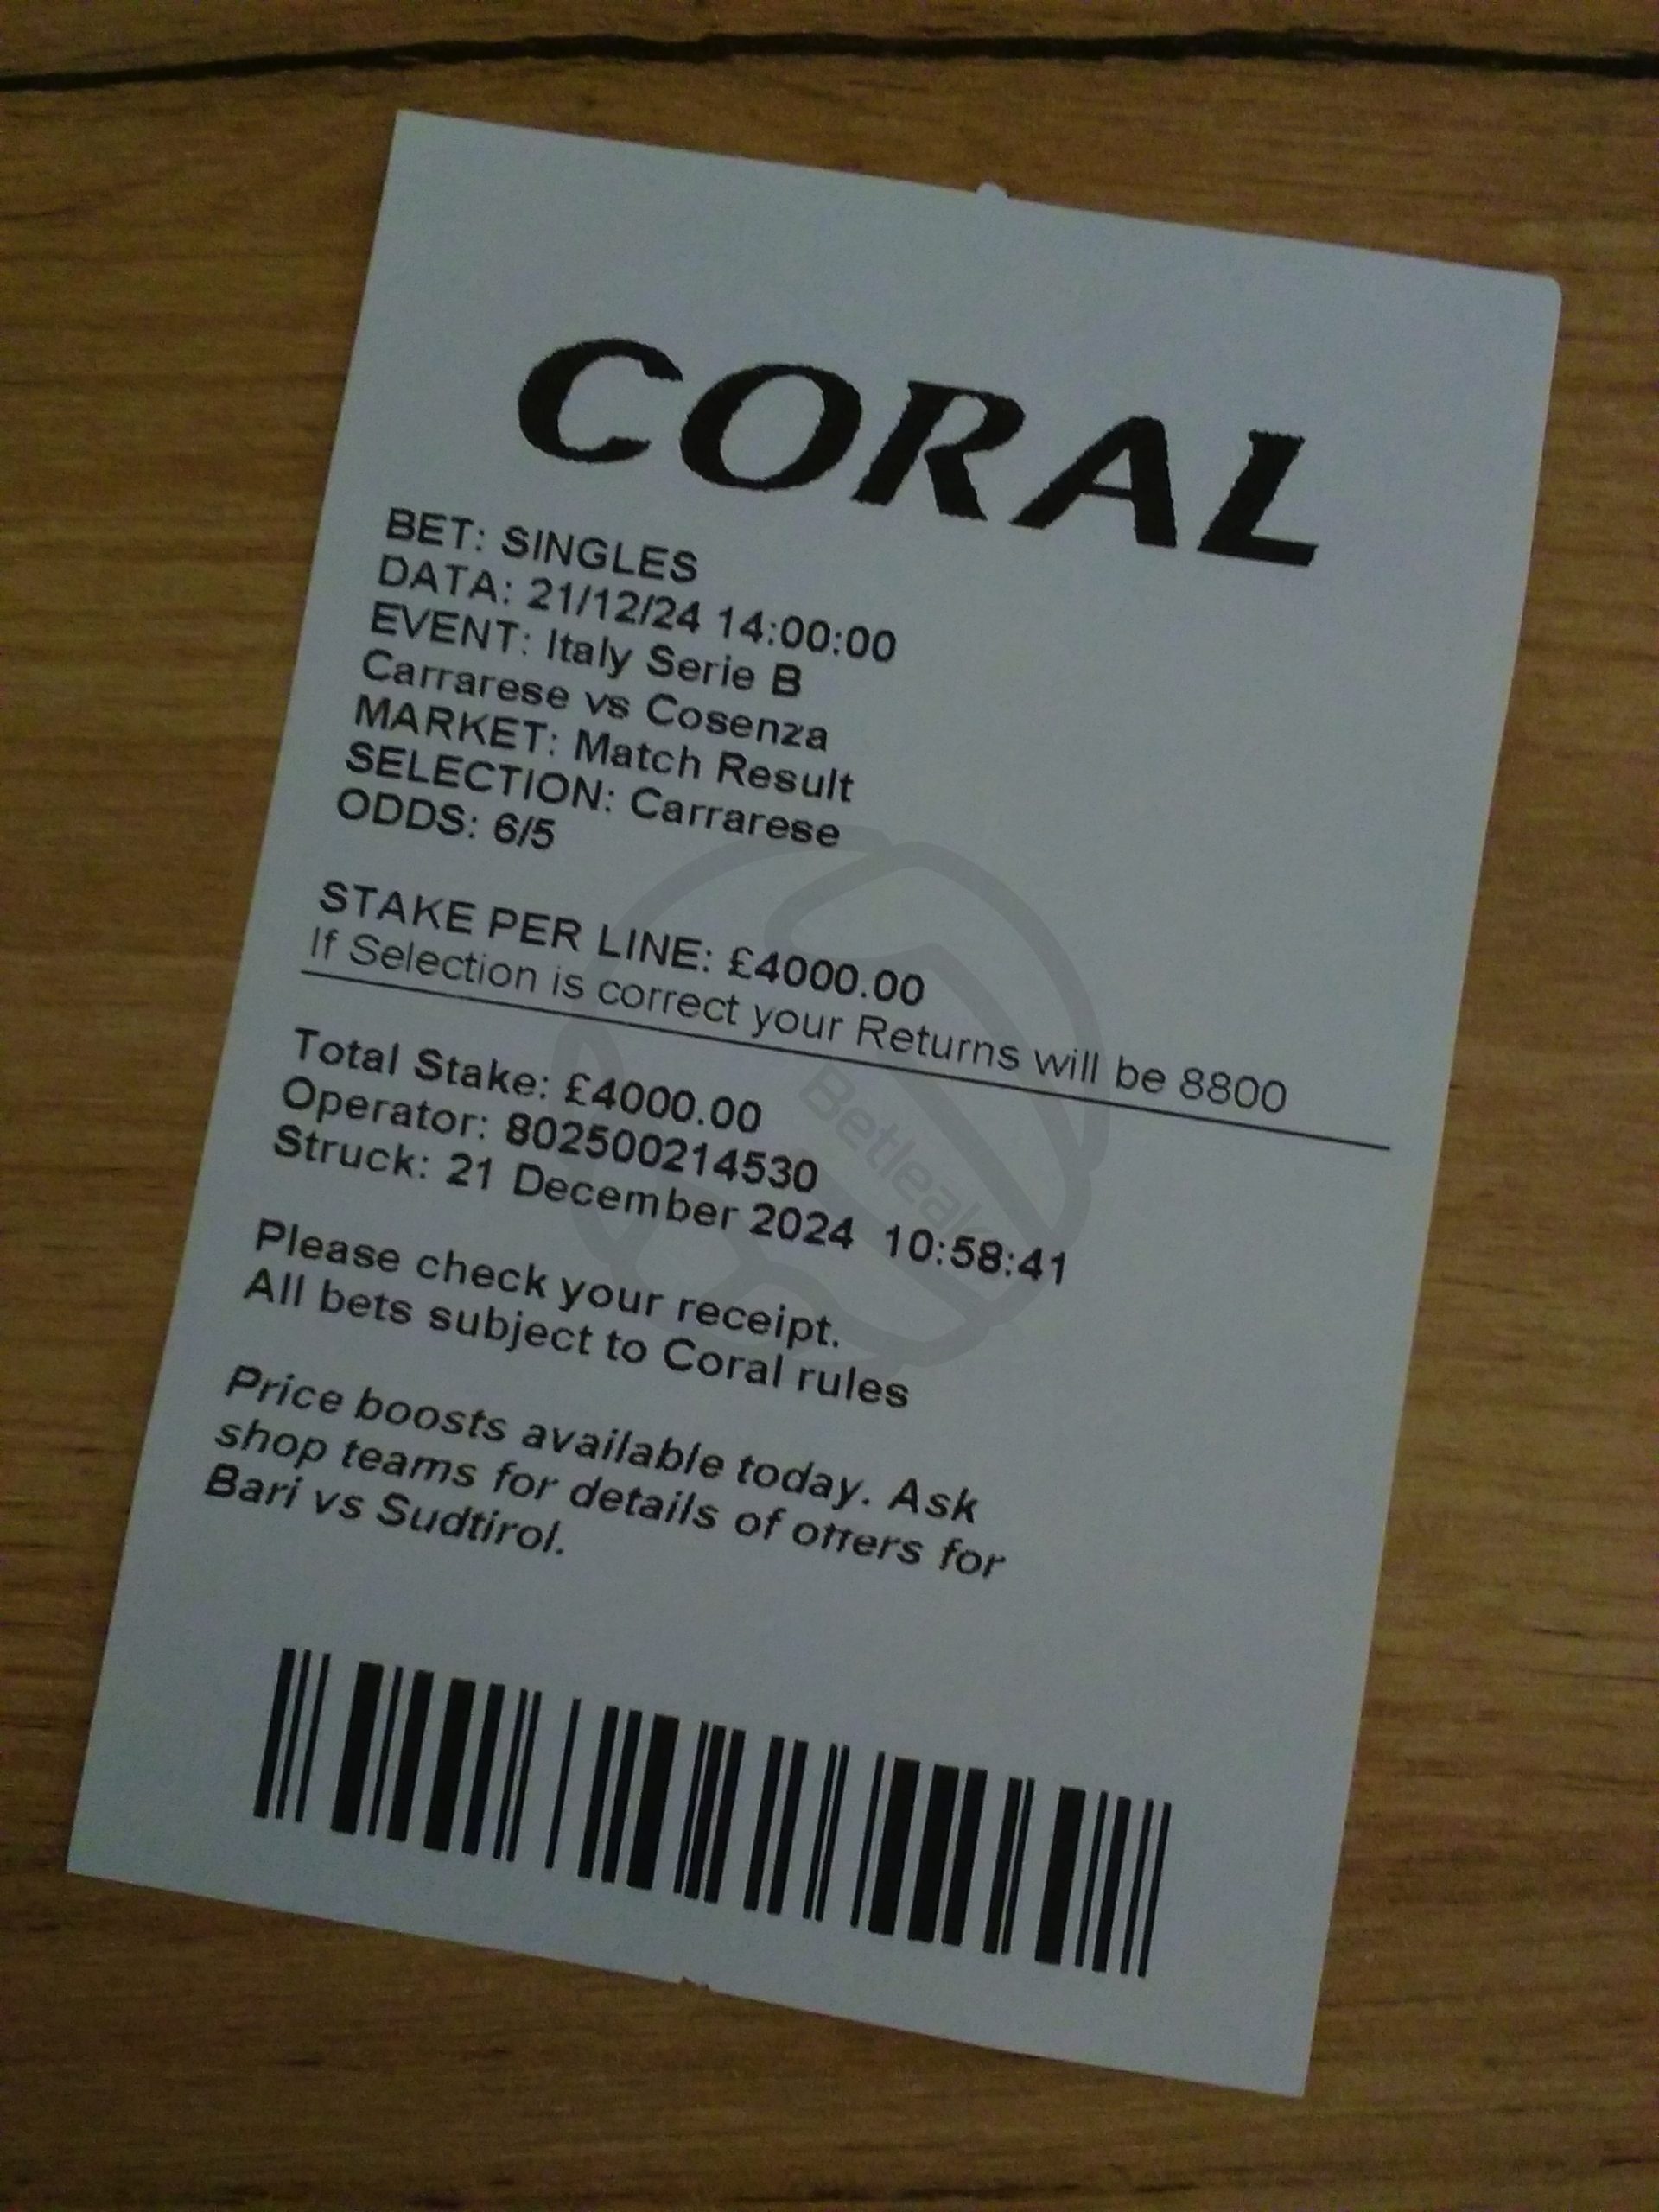 CORAL
BET: SINGLES
DATA: 21/12/24 14:00:00
EVENT: Italy Serie B
Carrarese vs Cosenza
MARKET: Match Result
SELECTION: Carrarese
ODDS: 6/5
STAKE PER LINE: £4000.00
If Selection is correct your Returns will be 8800
Total Stake: £4000.00
Operator: 802500214530
Struck: 21 December 2024 10:58:41
Betleak
Please check your receipt.
All bets subject to Coral rules
Price boosts available today. Ask
shop teams for details of offers for
Bari vs Sudtirol.